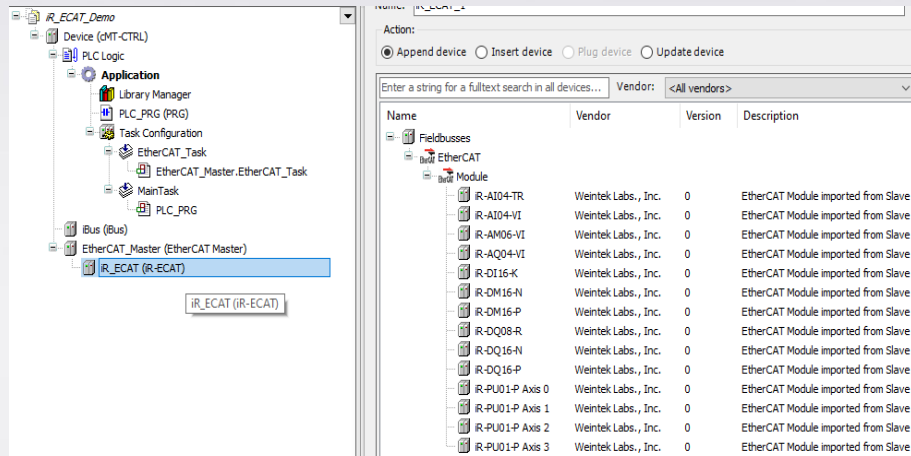 iR_ECAT_Demo
Device (cMT-CTRL)
PLC Logic
Application
Library Manager
PLC_PRG (PRG)
Task Configuration
EtherCAT_Task
EtherCAT_Master.EtherCAT_Task
MainTask
PLC_PRG
iBus (iBus)
EtherCAT_Master (EtherCAT Master)
iR_ECAT (iR-ECAT)
iR_ECAT (iR-ECAT)
Name: iR_ECAT_1
Action:
Append device Insert device Plug device Update device
Enter a string for a fulltext search in all devices... Vendor: <All vendors>
Name Vendor Version Description
Fieldbusses
EtherCAT
Module
iR-AI04-TR Weintek Labs., Inc. 0 EtherCAT Module imported from Slave
iR-AI04-VI Weintek Labs., Inc. 0 EtherCAT Module imported from Slave
iR-AM06-VI Weintek Labs., Inc. 0 EtherCAT Module imported from Slave
iR-AQ04-VI Weintek Labs., Inc. 0 EtherCAT Module imported from Slave
iR-DI16-K Weintek Labs., Inc. 0 EtherCAT Module imported from Slave
iR-DM16-N Weintek Labs., Inc. 0 EtherCAT Module imported from Slave
iR-DM16-P Weintek Labs., Inc. 0 EtherCAT Module imported from Slave
iR-DQ08-R Weintek Labs., Inc. 0 EtherCAT Module imported from Slave
iR-DQ16-N Weintek Labs., Inc. 0 EtherCAT Module imported from Slave
iR-DQ16-P Weintek Labs., Inc. 0 EtherCAT Module imported from Slave
iR-PU01-P Axis 0 Weintek Labs., Inc. 0 EtherCAT Module imported from Slave
iR-PU01-P Axis 1 Weintek Labs., Inc. 0 EtherCAT Module imported from Slave
iR-PU01-P Axis 2 Weintek Labs., Inc. 0 EtherCAT Module imported from Slave
iR-PU01-P Axis 3 Weintek Labs., Inc. 0 EtherCAT Module imported from Slave